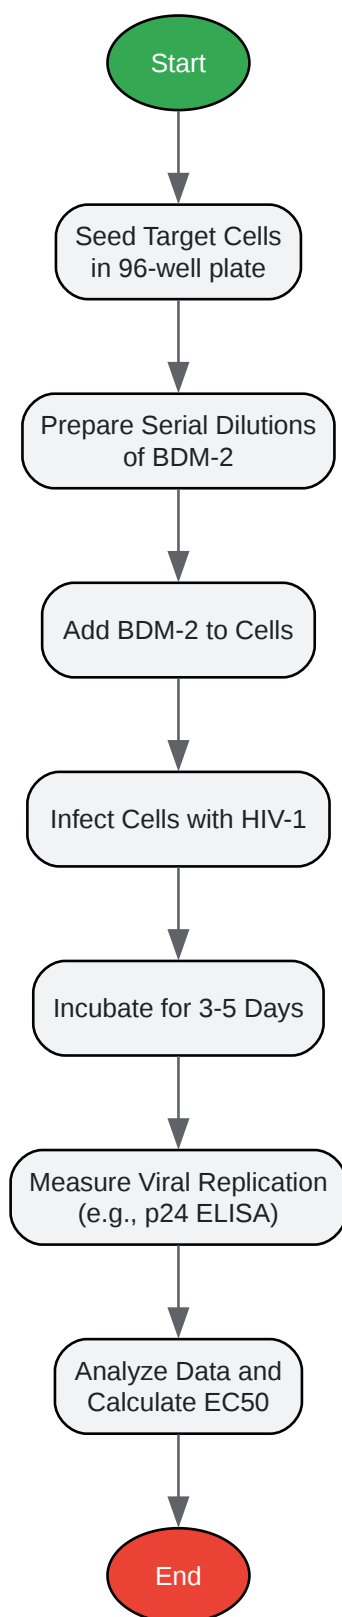 Start
Seed Target Cells
in 96-well plate
Prepare Serial Dilutions
of BDM-2
Add BDM-2 to Cells
Infect Cells with HIV-1
Incubate for 3-5 Days
Measure Viral Replication
(e.g., p24 ELISA)
Analyze Data and
Calculate EC50
End